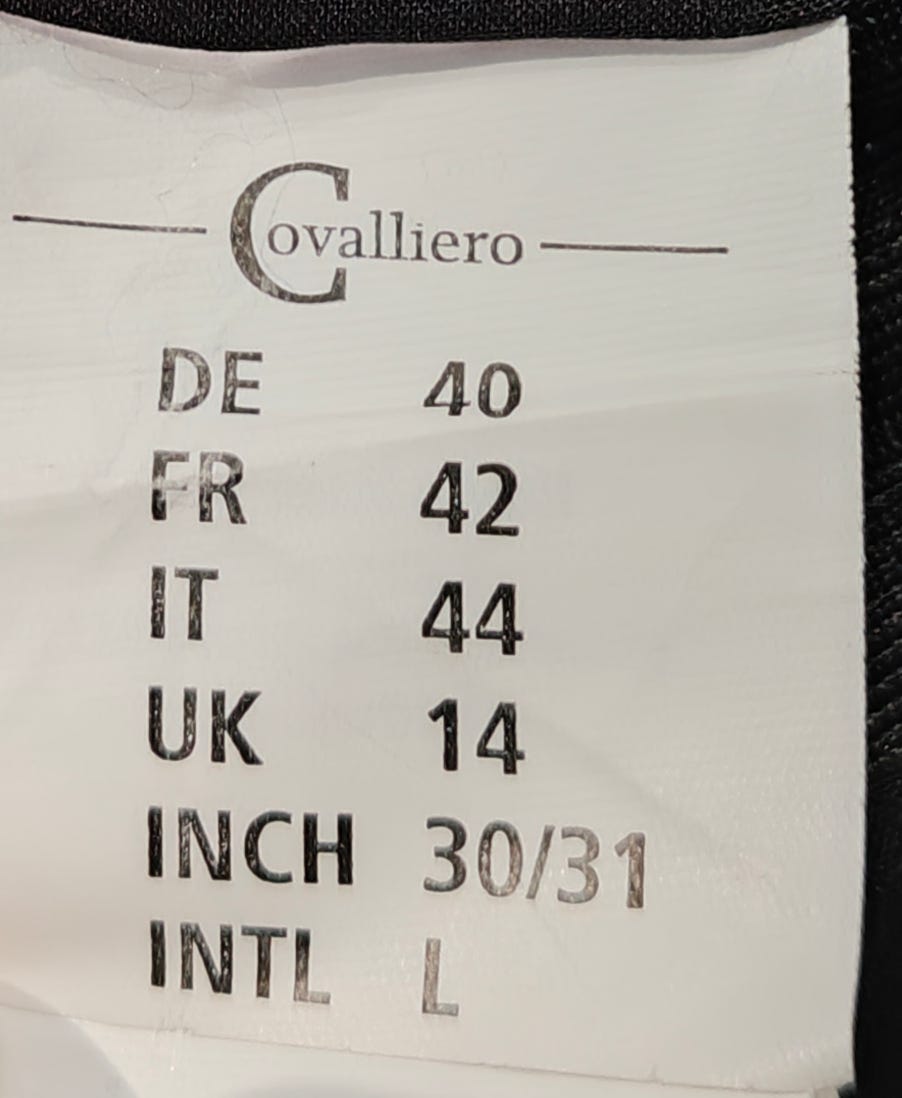 Covalliero
DE 40
FR 42
IT 44
UK 14
INCH 30/31
INTL L